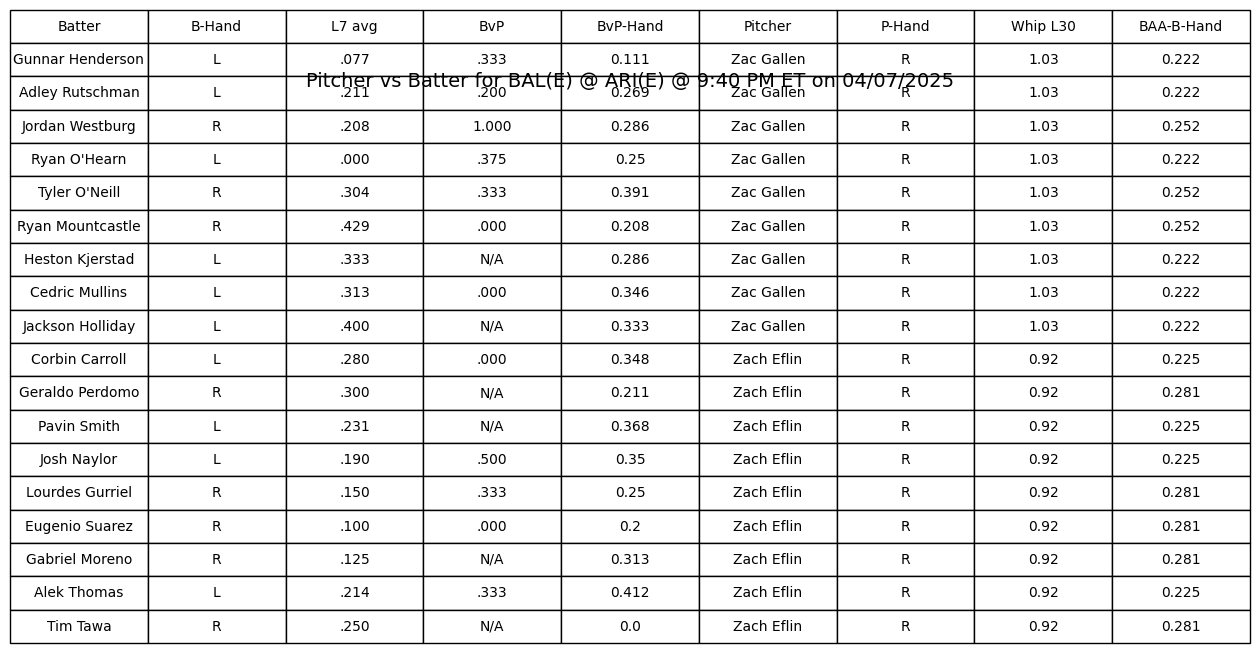 Batter B-Hand L7 avg BvP BvP-Hand Pitcher P-Hand Whip L30 BAA-B-Hand
Gunnar Henderson L .077 .333 0.111 Zac Gallen R 1.03 0.222
Pitcher vs Batter for BAL(E) @ ARI(E) @ 9:40 PM ET on 04/07/2025
Adley Rutschman L .211 .200 0.269 Zac Gallen R 1.03 0.222
Jordan Westburg R .208 1.000 0.286 Zac Gallen R 1.03 0.252
Ryan O'Hearn L .000 .375 0.25 Zac Gallen R 1.03 0.222
Tyler O'Neill R .304 .333 0.391 Zac Gallen R 1.03 0.252
Ryan Mountcastle R .429 .000 0.208 Zac Gallen R 1.03 0.252
Heston Kjerstad L .333 N/A 0.286 Zac Gallen R 1.03 0.222
Cedric Mullins L .313 .000 0.346 Zac Gallen R 1.03 0.222
Jackson Holliday L .400 N/A 0.333 Zac Gallen R 1.03 0.222
Corbin Carroll L .280 .000 0.348 Zach Eflin R 0.92 0.225
Geraldo Perdomo R .300 N/A 0.211 Zach Eflin R 0.92 0.281
Pavin Smith L .231 N/A 0.368 Zach Eflin R 0.92 0.225
Josh Naylor L .190 .500 0.35 Zach Eflin R 0.92 0.225
Lourdes Gurriel R .150 .333 0.25 Zach Eflin R 0.92 0.281
Eugenio Suarez R .100 .000 0.2 Zach Eflin R 0.92 0.281
Gabriel Moreno R .125 N/A 0.313 Zach Eflin R 0.92 0.281
Alek Thomas L .214 .333 0.412 Zach Eflin R 0.92 0.225
Tim Tawa R .250 N/A 0.0 Zach Eflin R 0.92 0.281